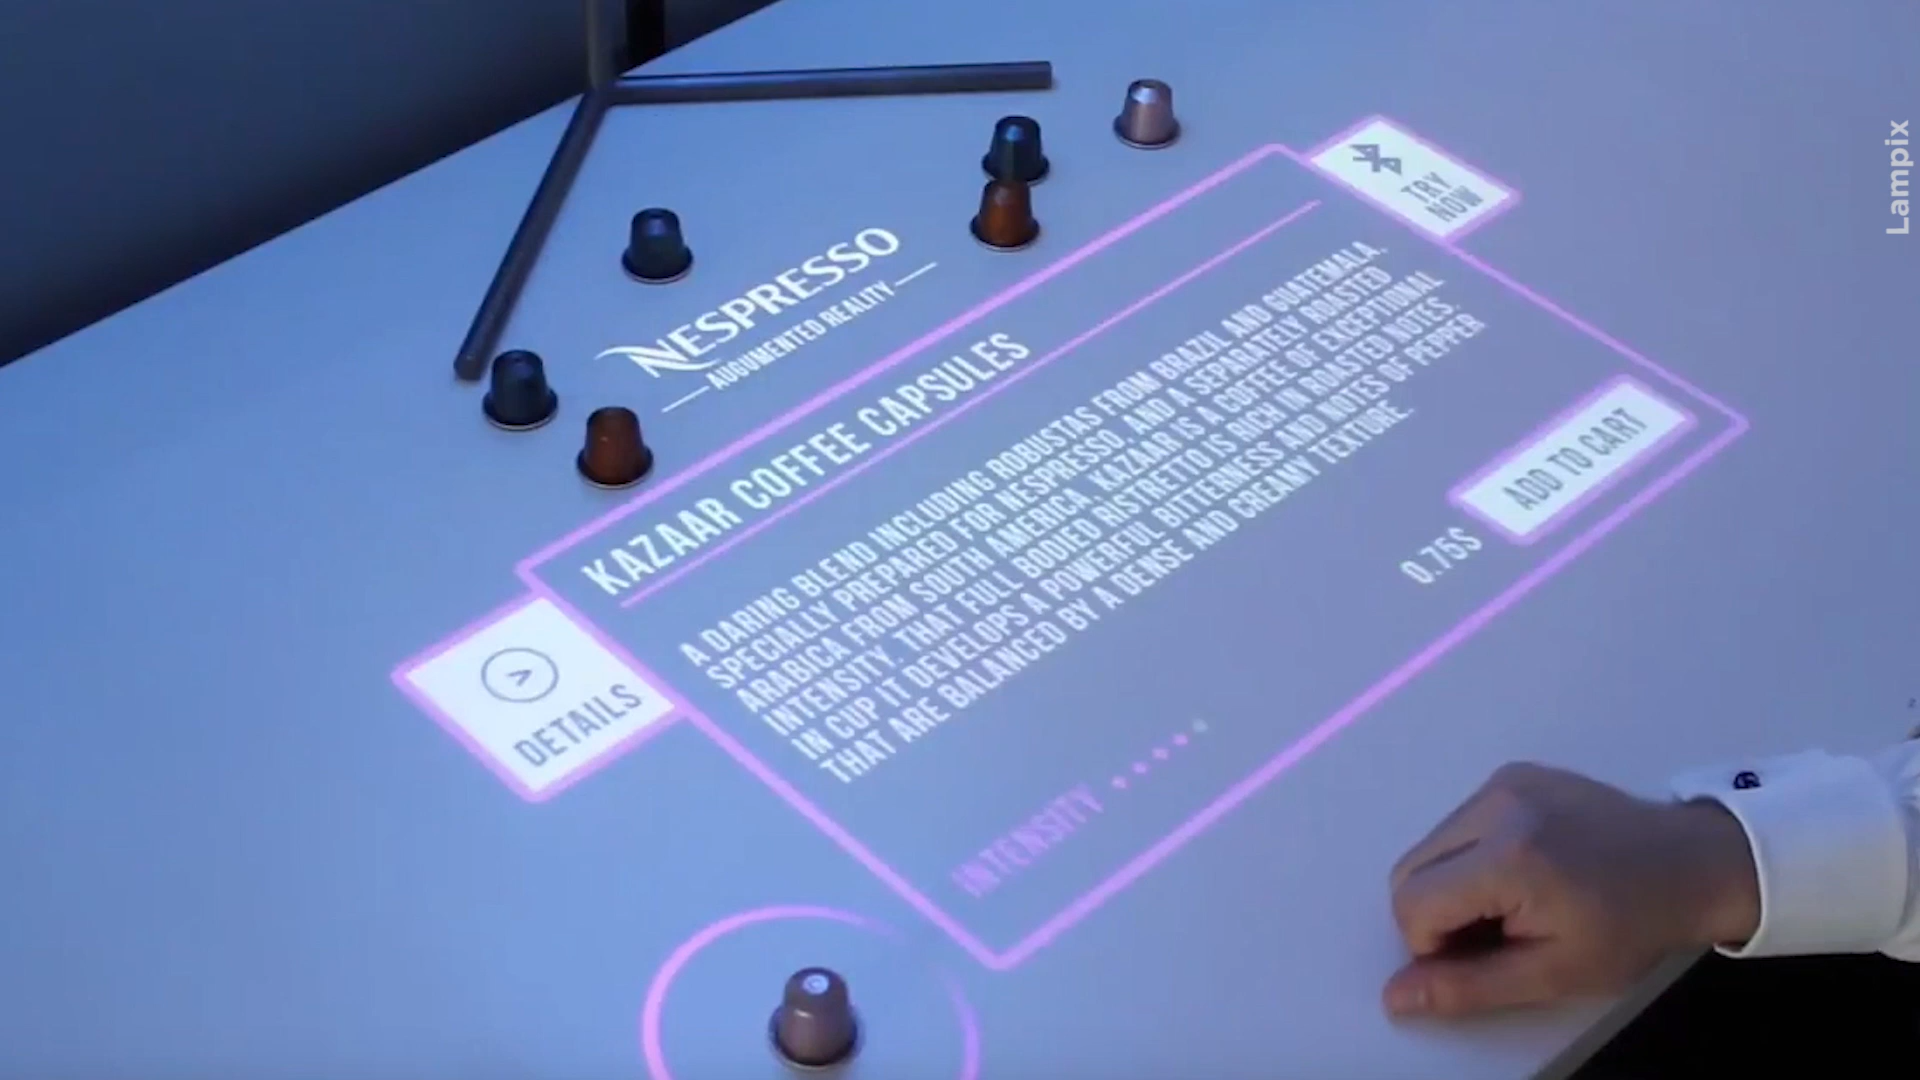 Lampix
NESPRESSO
AUGUMENTED REALITY
TRY
NOW
KAZAAR COFFEE CAPSULES
A DARING BLEND INCLUDING ROBUSTAS FROM BRAZIL AND GUATEMALA,
SPECIALLY PREPARED FOR NESPRESSO, AND A SEPARATELY ROASTED
ARABICA FROM SOUTH AMERICA, KAZAAR IS A COFFEE OF EXCEPTIONAL
INTENSITY. THAT FULL BODIED RISTRETTO IS RICH IN ROASTED NOTES.
IN CUP IT DEVELOPS A POWERFUL BITTERNESS AND NOTES OF PEPPER
THAT ARE BALANCED BY A DENSE AND CREAMY TEXTURE.
DETAILS
INTENSITY
0.75$
ADD TO CART